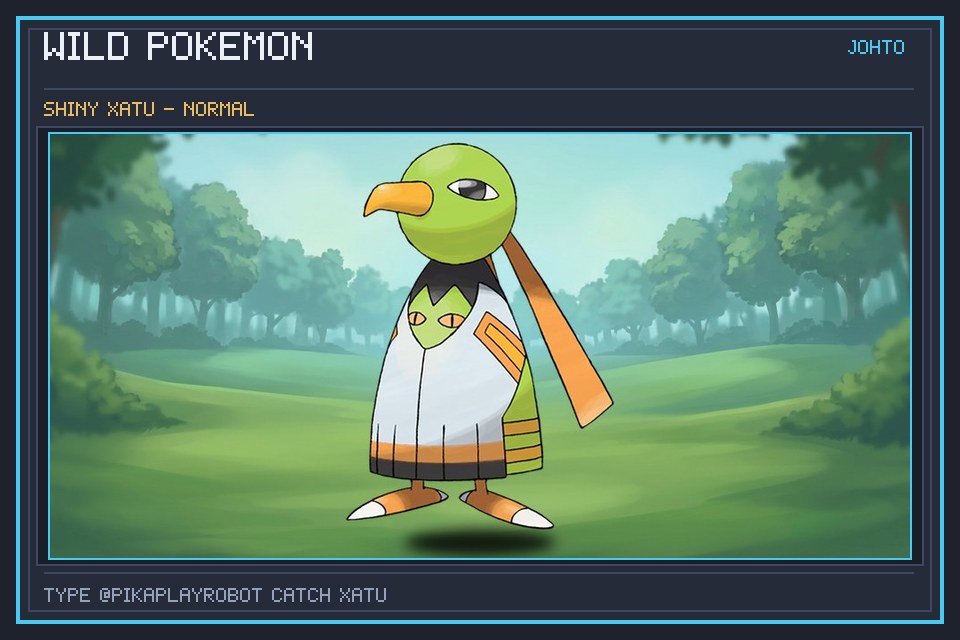 WILD POKEMON
JOHTO
SHINY XATU - NORMAL
TYPE @PIKAPLAYROBOT CATCH XATU